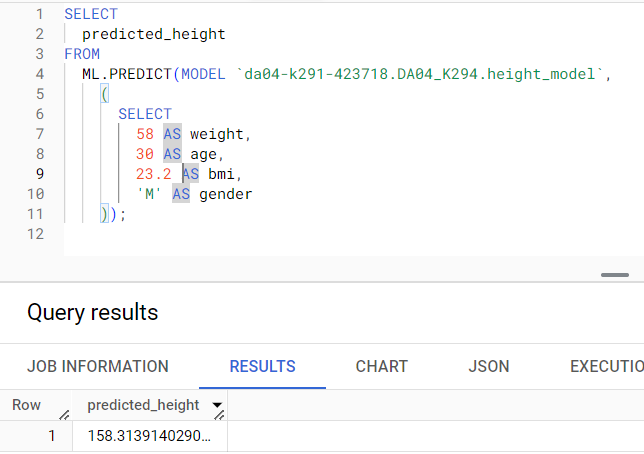 1 SELECT
2 predicted_height
3 FROM
4 ML.PREDICT(MODEL `da04-k291-423718.DA04_K294.height_model`,
5 (
6 SELECT
7 58 AS weight,
8 30 AS age,
9 23.2 AS bmi,
10 'M' AS gender
11 ));
12
Query results
JOB INFORMATION RESULTS CHART JSON EXECUTIO
Row predicted_height
1 158.3139140290...